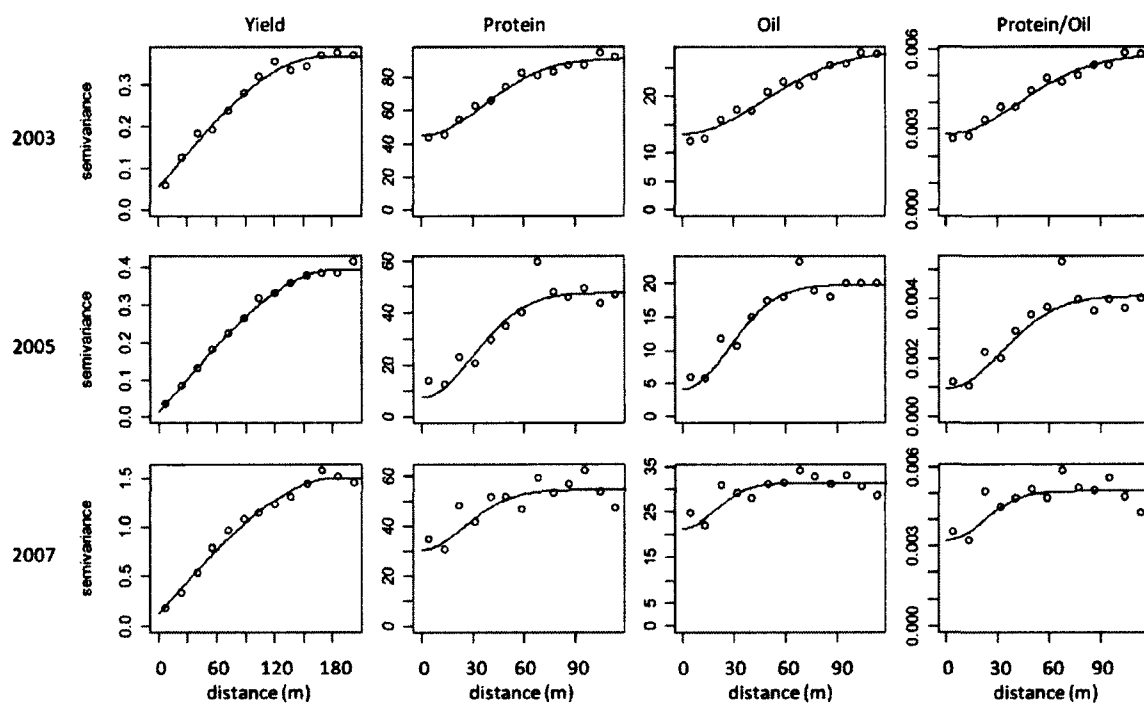 Yield Protein Oil Protein/Oil
2003
semivariance
0.0 0.1 0.2 0.3
0 20 40 60 80
0 5 10 15 20
0.000 0.003 0.006
2005
semivariance
0.0 0.1 0.2 0.3 0.4
0 20 40 60
0 5 10 15 20
0.000 0.002 0.004
2007
semivariance
0.0 0.5 1.0 1.5
0 20 40 60
0 5 15 25 35
0.000 0.003 0.006
0 60 120 180
0 30 60 90
0 30 60 90
0 30 60 90
distance (m) distance (m) distance (m) distance (m)